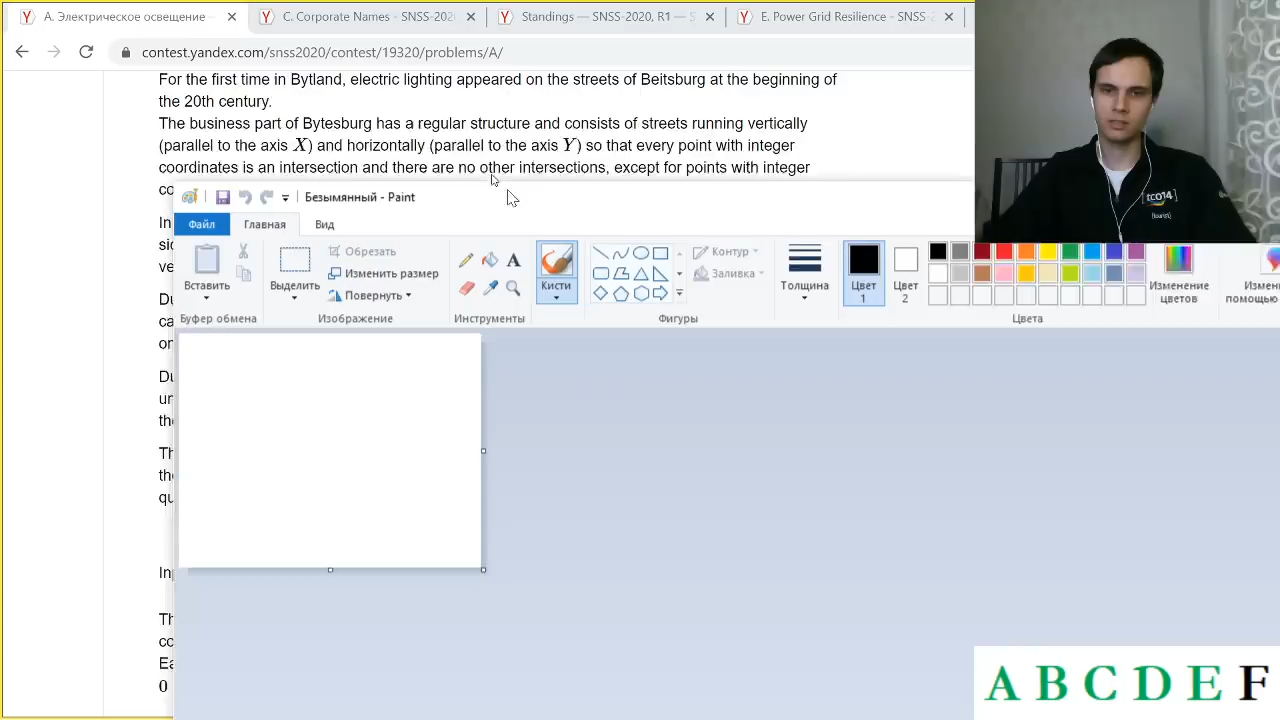 А. Электрическое освещение
C. Corporate Names - SNSS-202
Standings — SNSS-2020, R1 — S
E. Power Grid Resilience - SNSS-2
contest.yandex.com/snss2020/contest/19320/problems/A/
For the first time in Bytland, electric lighting appeared on the streets of Beitsburg at the beginning of
the 20th century.
The business part of Bytesburg has regular structure and consists of streets running vertically
(parallel to the axis X) and horizontally (parallel to the axis Y) so that every point with integer
coordinates is an intersection and there are no other intersections, except for points with integer
Безымянный - Paint
Файл Главная Вид
Вставить
Буфер обмена
Выделить
Обрезать
Изменить размер
Повернуть
Изображение
Инструменты
Кисти
Контур
Заливка
Фигуры
Толщина
Цвет 1
Цвет 2
Цвета
Изменение цветов
помощью
tco14
[tourist]
0
A B C D E F